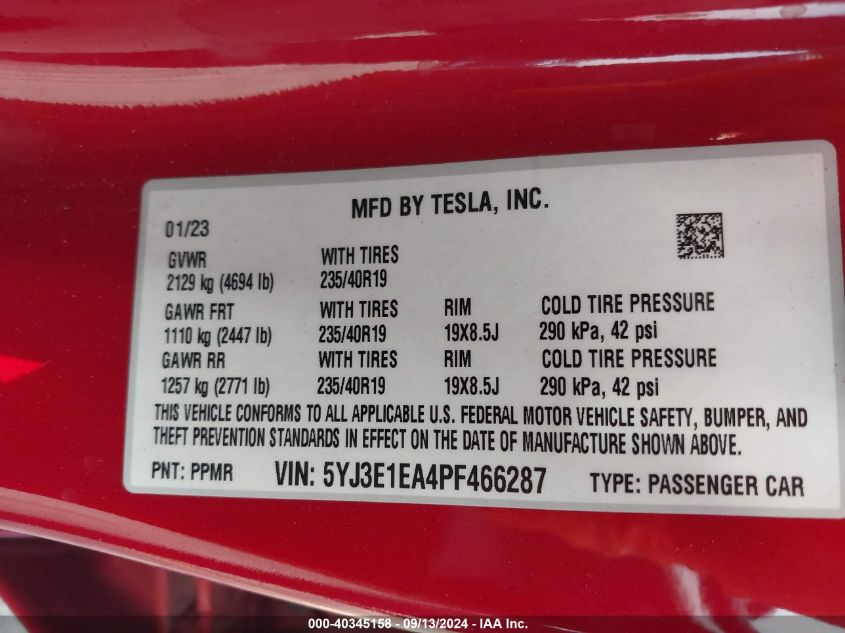 MFD BY TESLA, INC.
01/23
GVWR WITH TIRES
2129 kg (4694 lb) 235/40R19
GAWR FRT WITH TIRES RIM COLD TIRE PRESSURE
1110 kg (2447 lb) 235/40R19 19X8.5J 290 kPa, 42 psi
GAWR RR WITH TIRES RIM COLD TIRE PRESSURE
1257 kg (2771 lb) 235/40R19 19X8.5J 290 kPa, 42 psi
THIS VEHICLE CONFORMS TO ALL APPLICABLE U.S. FEDERAL MOTOR VEHICLE SAFETY, BUMPER, AND
THEFT PREVENTION STANDARDS IN EFFECT ON THE DATE OF MANUFACTURE SHOWN ABOVE.
PNT: PPMR VIN: 5YJ3E1EA4PF466287 TYPE: PASSENGER CAR
000-40345158 - 09/13/2024 - IAA Inc.